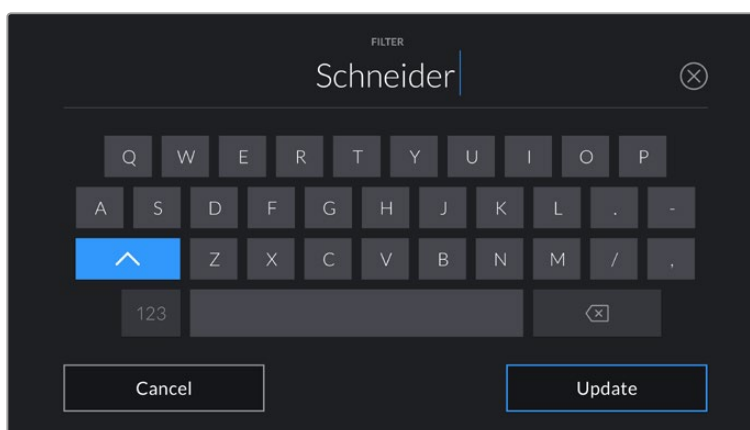 FILTER
Schneider
Q W E R T Y U I O P
A S D F G H J K L . -
Z X C V B N M / ,
123
Cancel Update